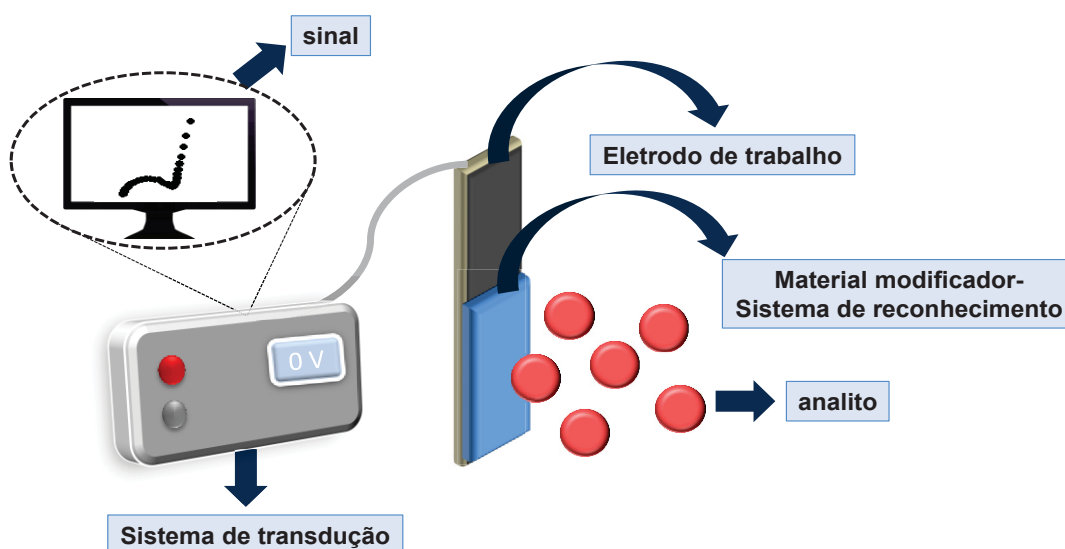 sinal
Eletrodo de trabalho
Material modificador-
Sistema de reconhecimento
0 V
analito
Sistema de transdução